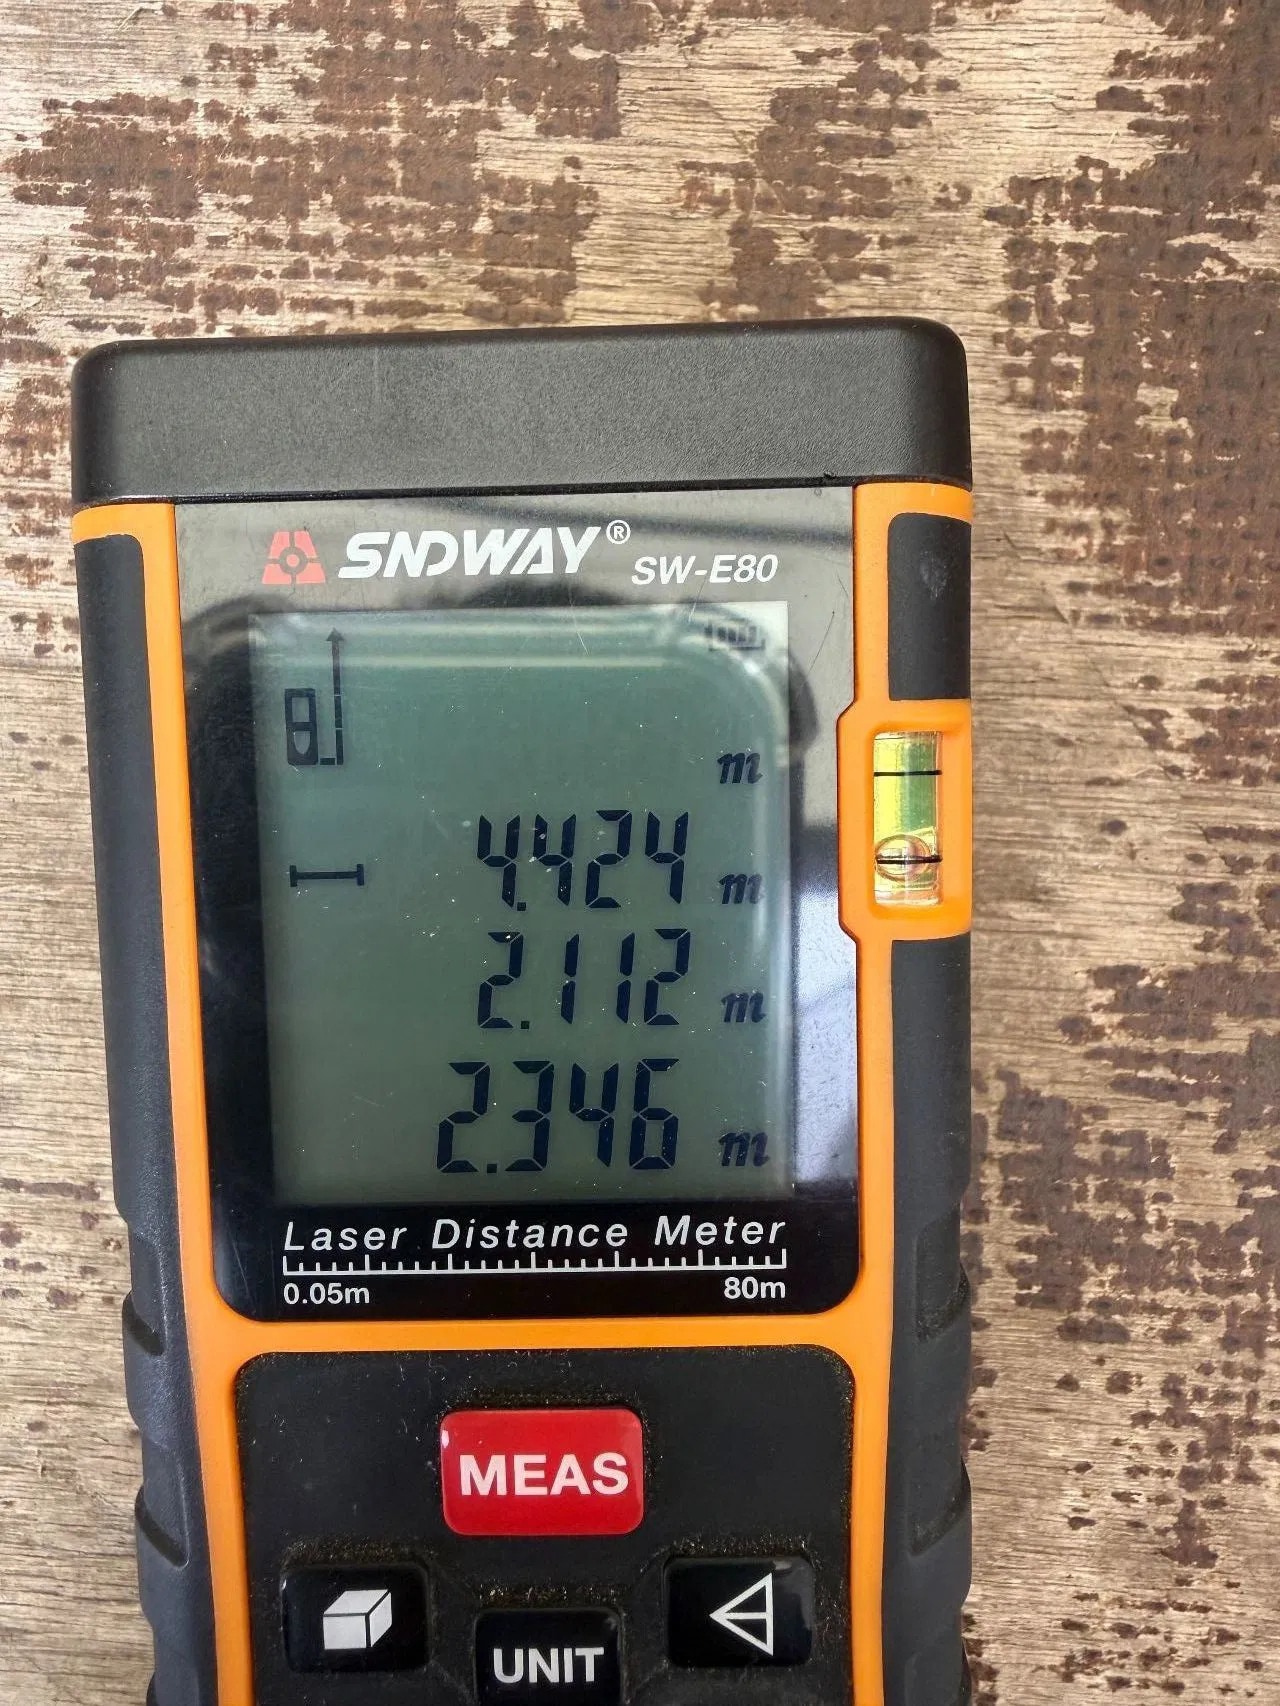 SNDWAY®
SW-E80
m
4.424 m
2.112 m
2.346 m
Laser Distance Meter
0.05m 80m
MEAS
UNIT